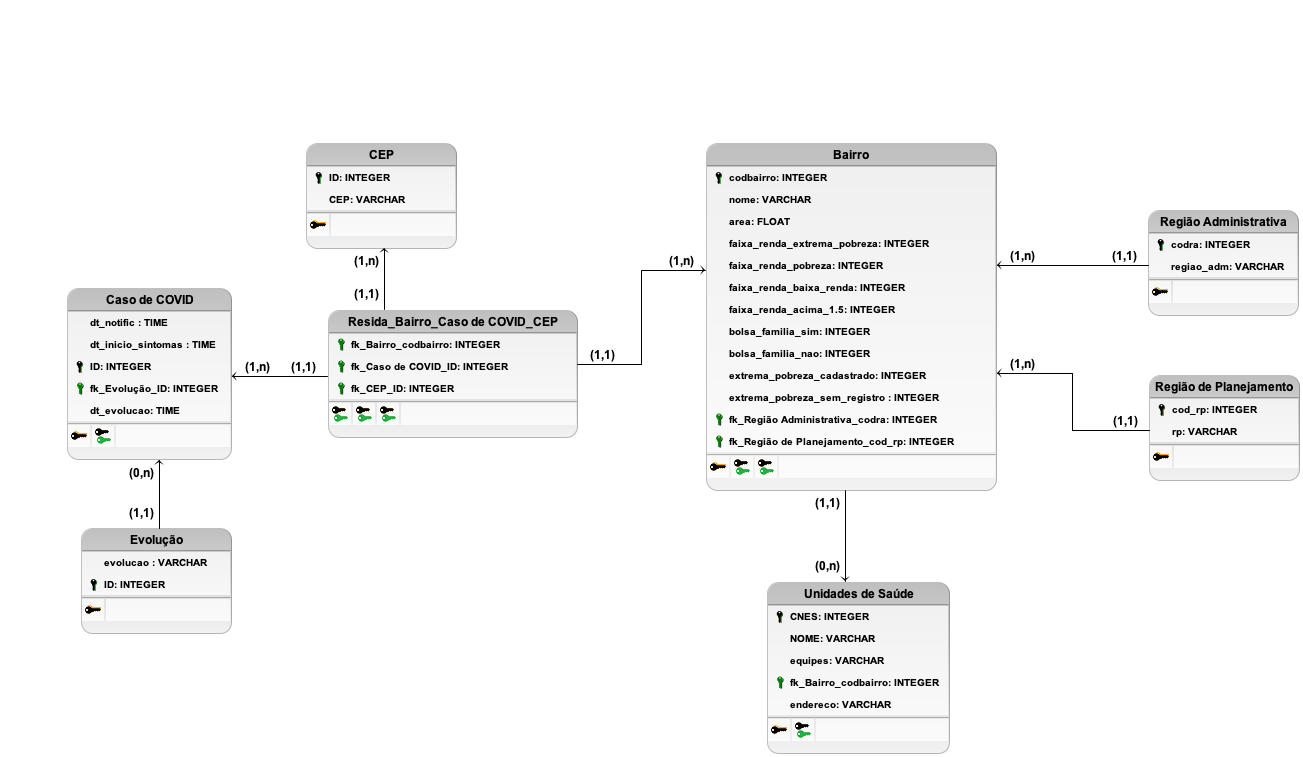 CEP
ID: INTEGER
CEP: VARCHAR
(1,n)
(1,1)
Caso de COVID
dt_notific : TIME
dt_inicio_sintomas : TIME
ID: INTEGER
fk_Evolução_ID: INTEGER
dt_evolucao: TIME
(1,n)
(1,1)
Resida_Bairro_Caso de COVID_CEP
fk_Bairro_codbairro: INTEGER
fk_Caso de COVID_ID: INTEGER
fk_CEP_ID: INTEGER
(1,1)
(1,n)
(0,n)
(1,1)
Evolução
evolucao : VARCHAR
ID: INTEGER
Bairro
codbairro: INTEGER
nome: VARCHAR
area: FLOAT
faixa_renda_extrema_pobreza: INTEGER
faixa_renda_pobreza: INTEGER
faixa_renda_baixa_renda: INTEGER
faixa_renda_acima_1.5: INTEGER
bolsa_familia_sim: INTEGER
bolsa_familia_nao: INTEGER
extrema_pobreza_cadastrado: INTEGER
extrema_pobreza_sem_registro : INTEGER
fk_Região Administrativa_codra: INTEGER
fk_Região de Planejamento_cod_rp: INTEGER
(1,n)
(1,1)
Região Administrativa
codra: INTEGER
regiao_adm: VARCHAR
(1,n)
(1,1)
Região de Planejamento
cod_rp: INTEGER
rp: VARCHAR
(1,1)
(0,n)
Unidades de Saúde
CNES: INTEGER
NOME: VARCHAR
equipes: VARCHAR
fk_Bairro_codbairro: INTEGER
endereco: VARCHAR